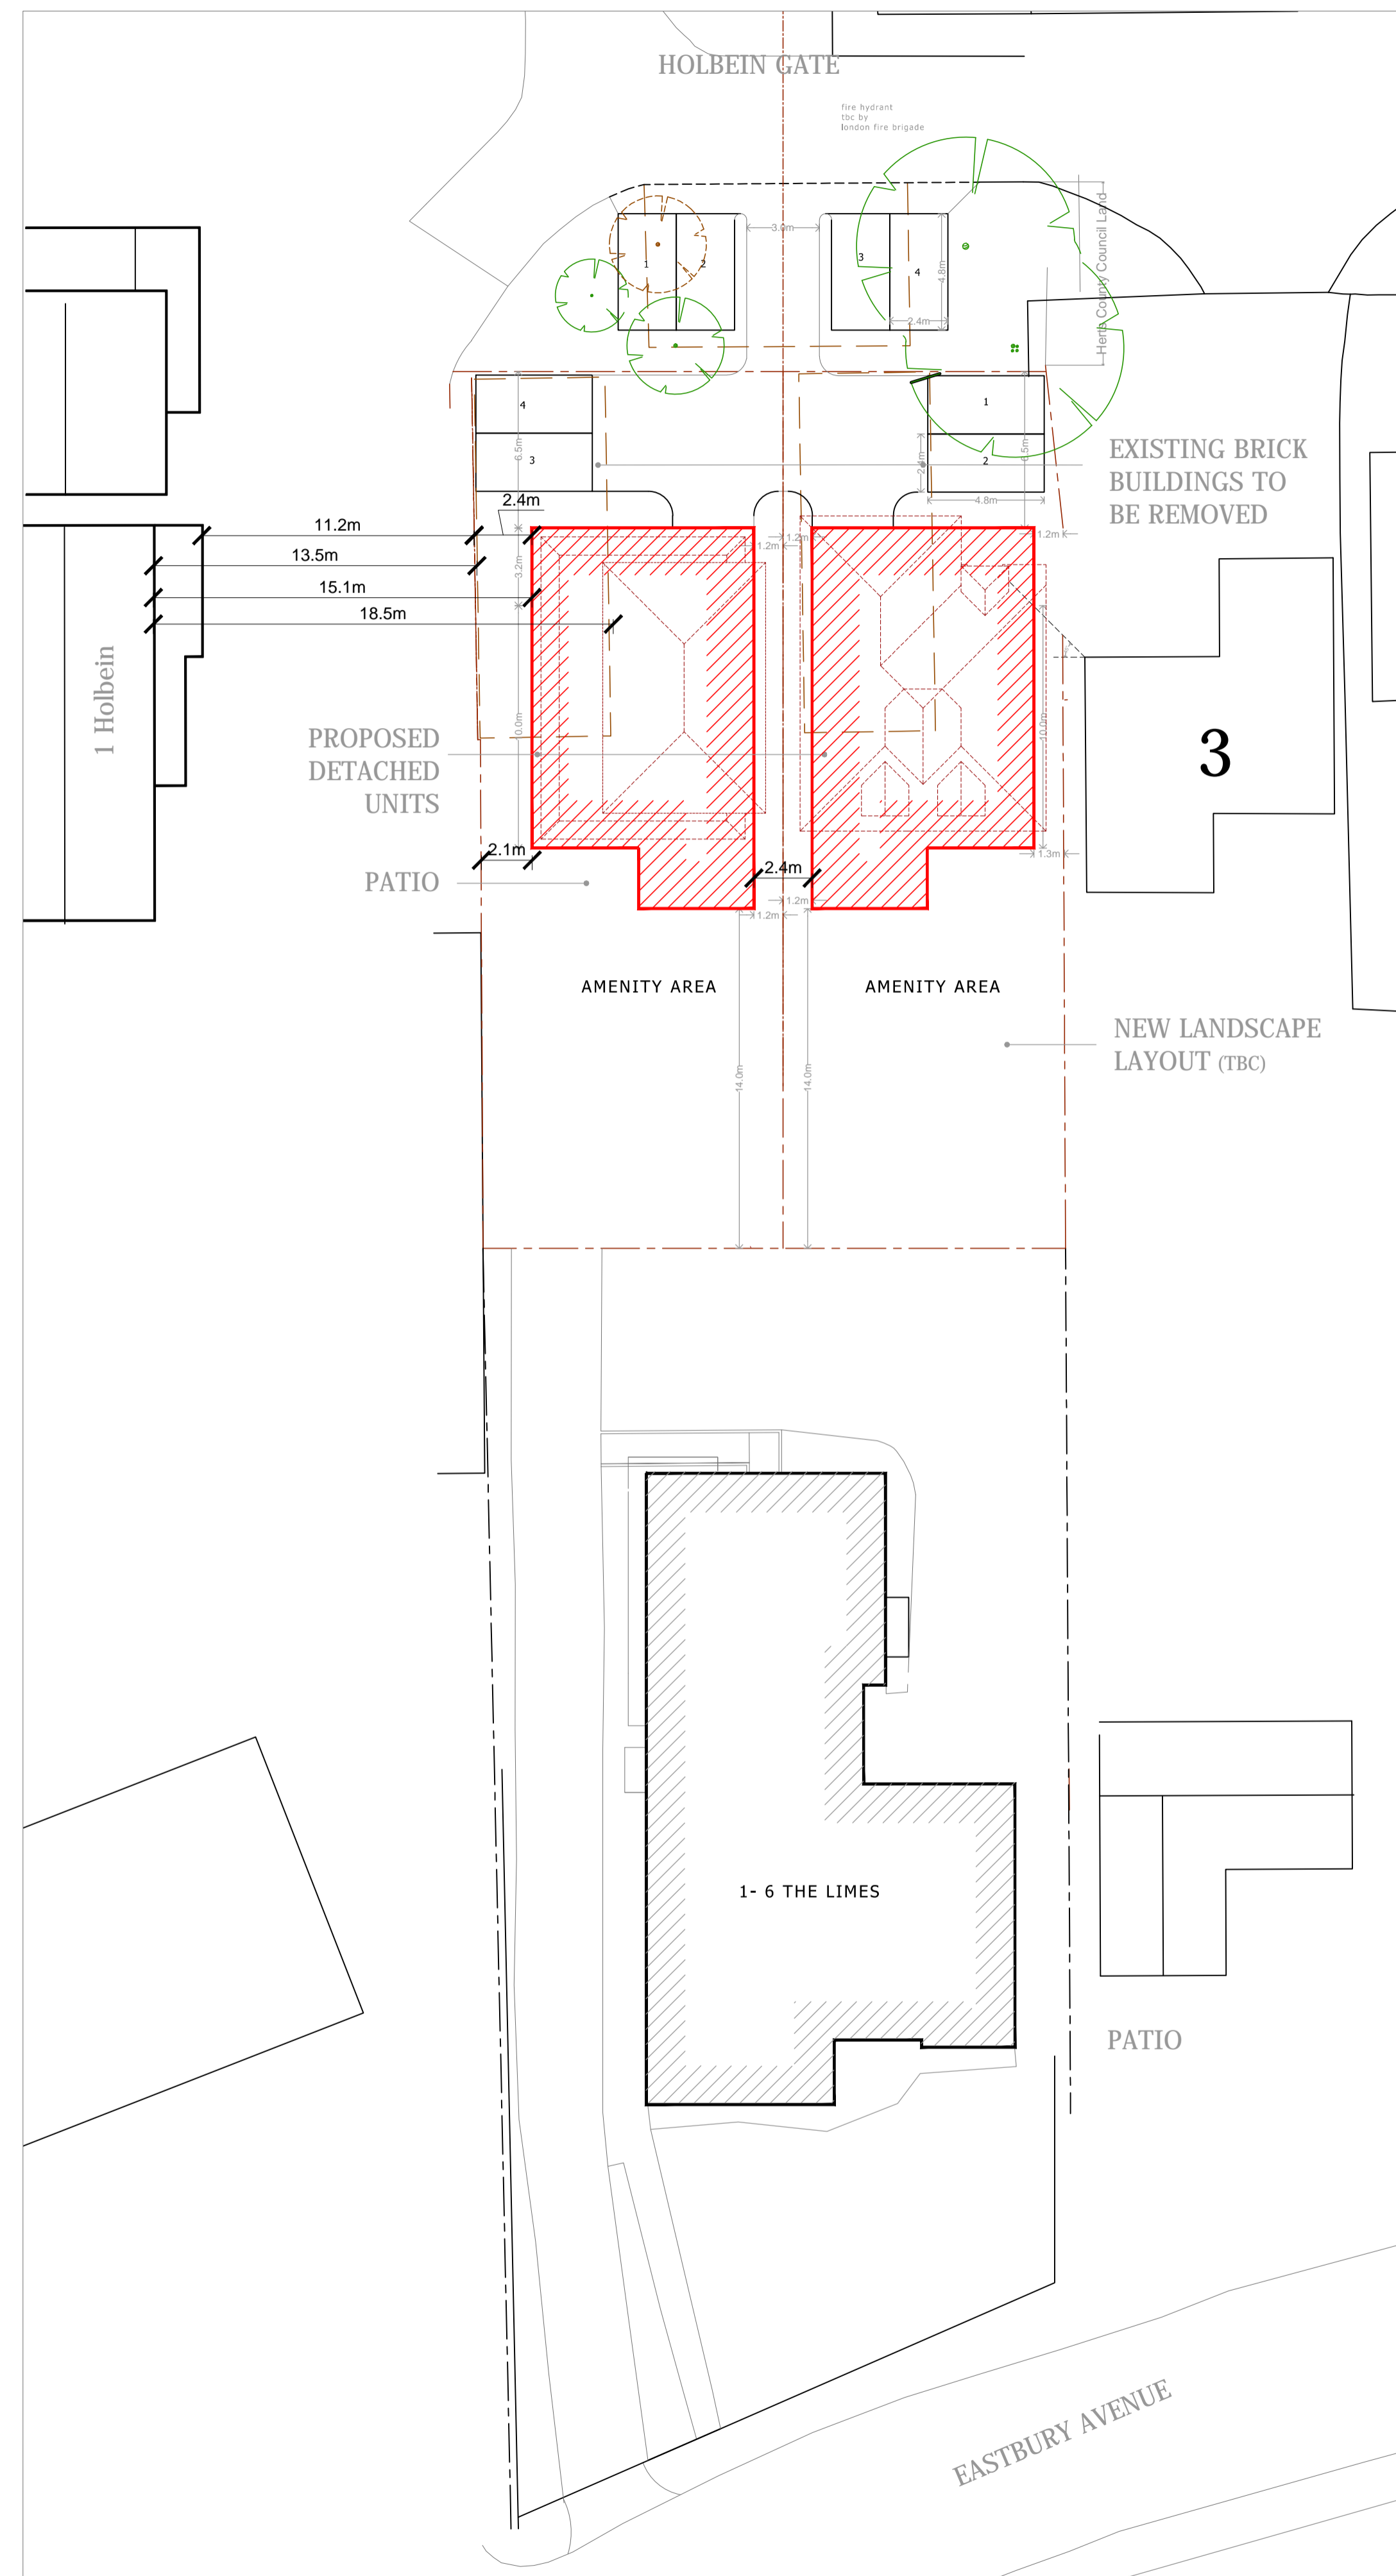 HOLBEIN GATE
fire hydrant
tbc by
london fire brigade
Herts County Council Land
3.0m
1
2
3
4
4.8m
2.4m
4
3
6.5m
1
2
6.5m
4.8m
EXISTING BRICK
BUILDINGS TO
BE REMOVED
2.4m
11.2m
13.5m
15.1m
18.5m
3.2m
1.2m
1.2m
1.2m
1 Holbein
PROPOSED
DETACHED
UNITS
3
2.1m
2.4m
1.3m
PATIO
1.2m
1.2m
AMENITY AREA
AMENITY AREA
NEW LANDSCAPE
LAYOUT (TBC)
14.0m
14.0m
1- 6 THE LIMES
PATIO
EASTBURY AVENUE